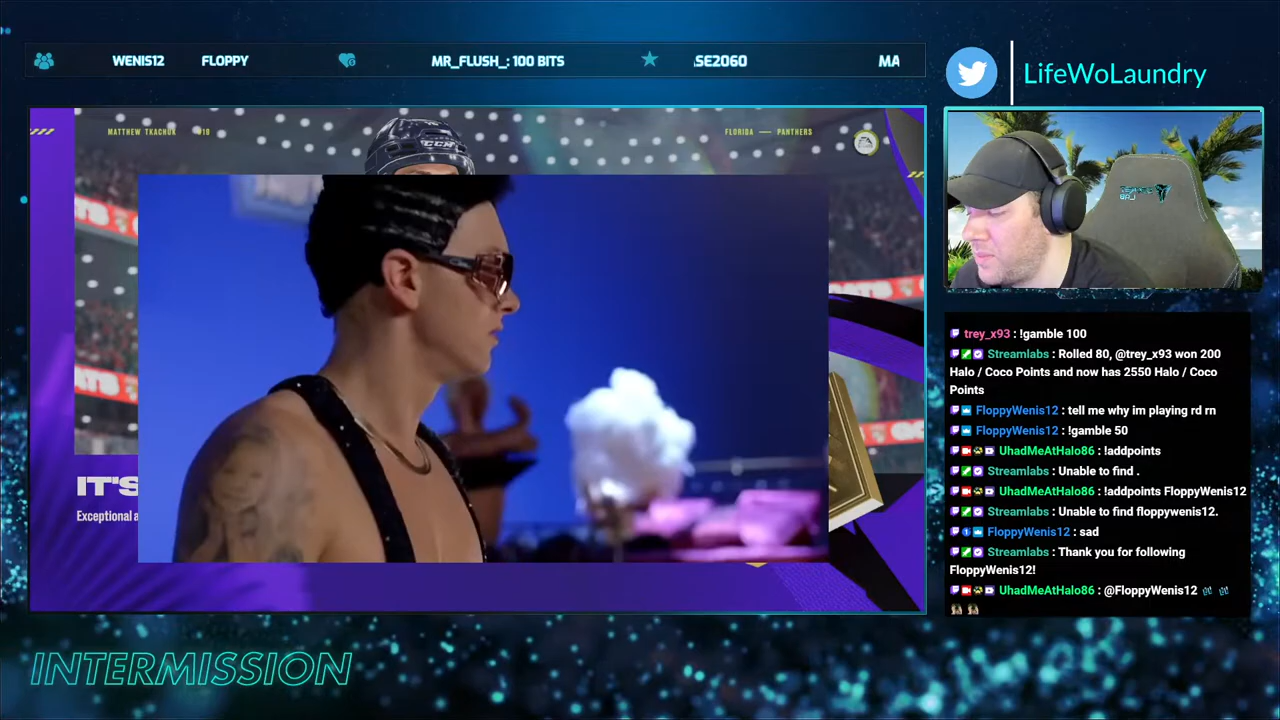 WENIS12 FLOPPY MR_FLUSH_: 100 BITS SE2060 MA
LifeWoLaundry
MATTHEW TKACHUK
FLORIDA — PANTHERS
CCM
IT'S
Exceptional a
trey_x93 : !gamble 100
Streamlabs : Rolled 80, @trey_x93 won 200
Halo / Coco Points and now has 2550 Halo / Coco
Points
FloppyWenis12 : tell me why im playing rd rn
FloppyWenis12 : !gamble 50
UhadMeAtHalo86 : !addpoints
Streamlabs : Unable to find .
UhadMeAtHalo86 : !addpoints FloppyWenis12
Streamlabs : Unable to find floppywenis12.
FloppyWenis12 : sad
Streamlabs : Thank you for following
FloppyWenis12!
UhadMeAtHalo86 : @FloppyWenis12
INTERMISSION